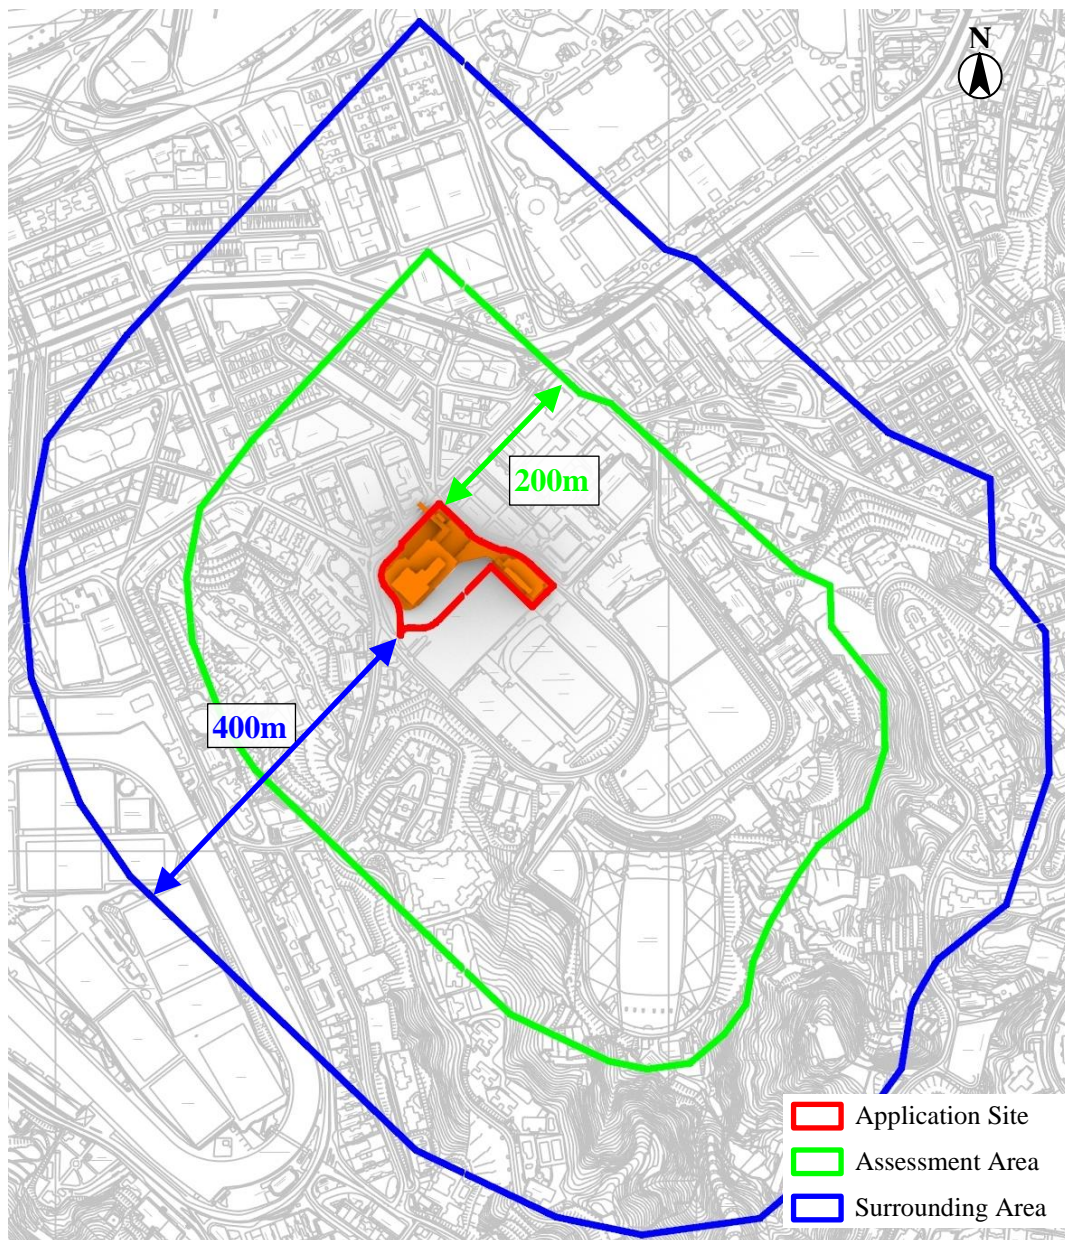 N
200m
400m
Application Site
Assessment Area
Surrounding Area